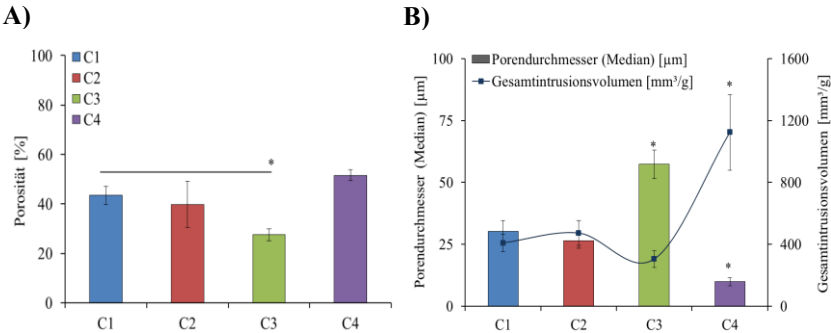 A)
Porosität [%]
100
80
60
40
20
0
C1
C2
C3
C4
*
C1 C2 C3 C4
B)
Porendurchmesser (Median) [µm]
100
75
50
25
0
Porendurchmesser (Median) [µm]
Gesamtintrusionsvolumen [mm³/g]
*
*
*
1600
1200
800
400
0
Gesamtintrusionsvolumen [mm³/g]
C1 C2 C3 C4